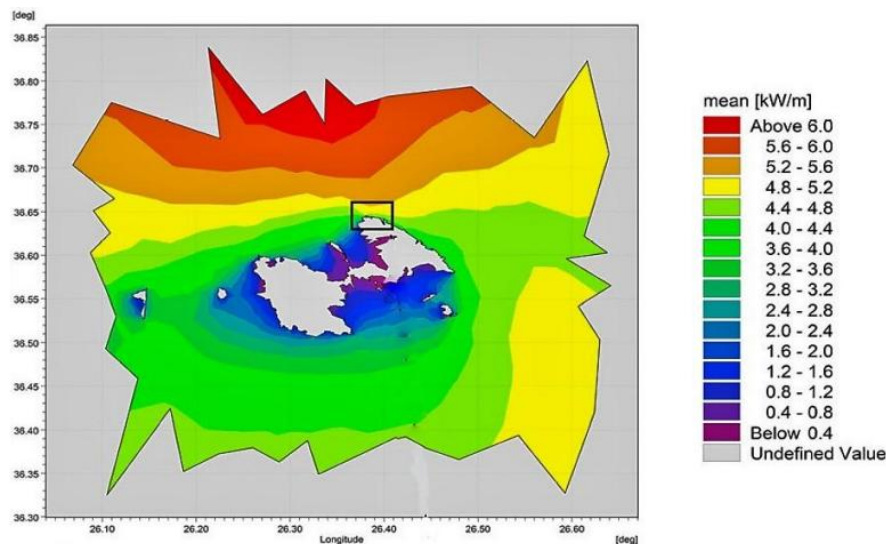 [deg]
36.85
36.80
36.75
36.70
36.65
36.60
36.55
36.50
36.45
36.40
36.35
36.30
26.10 26.20 26.30 26.40 26.50 26.60
Longitude [deg]
mean [kW/m]
Above 6.0
5.6 - 6.0
5.2 - 5.6
4.8 - 5.2
4.4 - 4.8
4.0 - 4.4
3.6 - 4.0
3.2 - 3.6
2.8 - 3.2
2.4 - 2.8
2.0 - 2.4
1.6 - 2.0
1.2 - 1.6
0.8 - 1.2
0.4 - 0.8
Below 0.4
Undefined Value